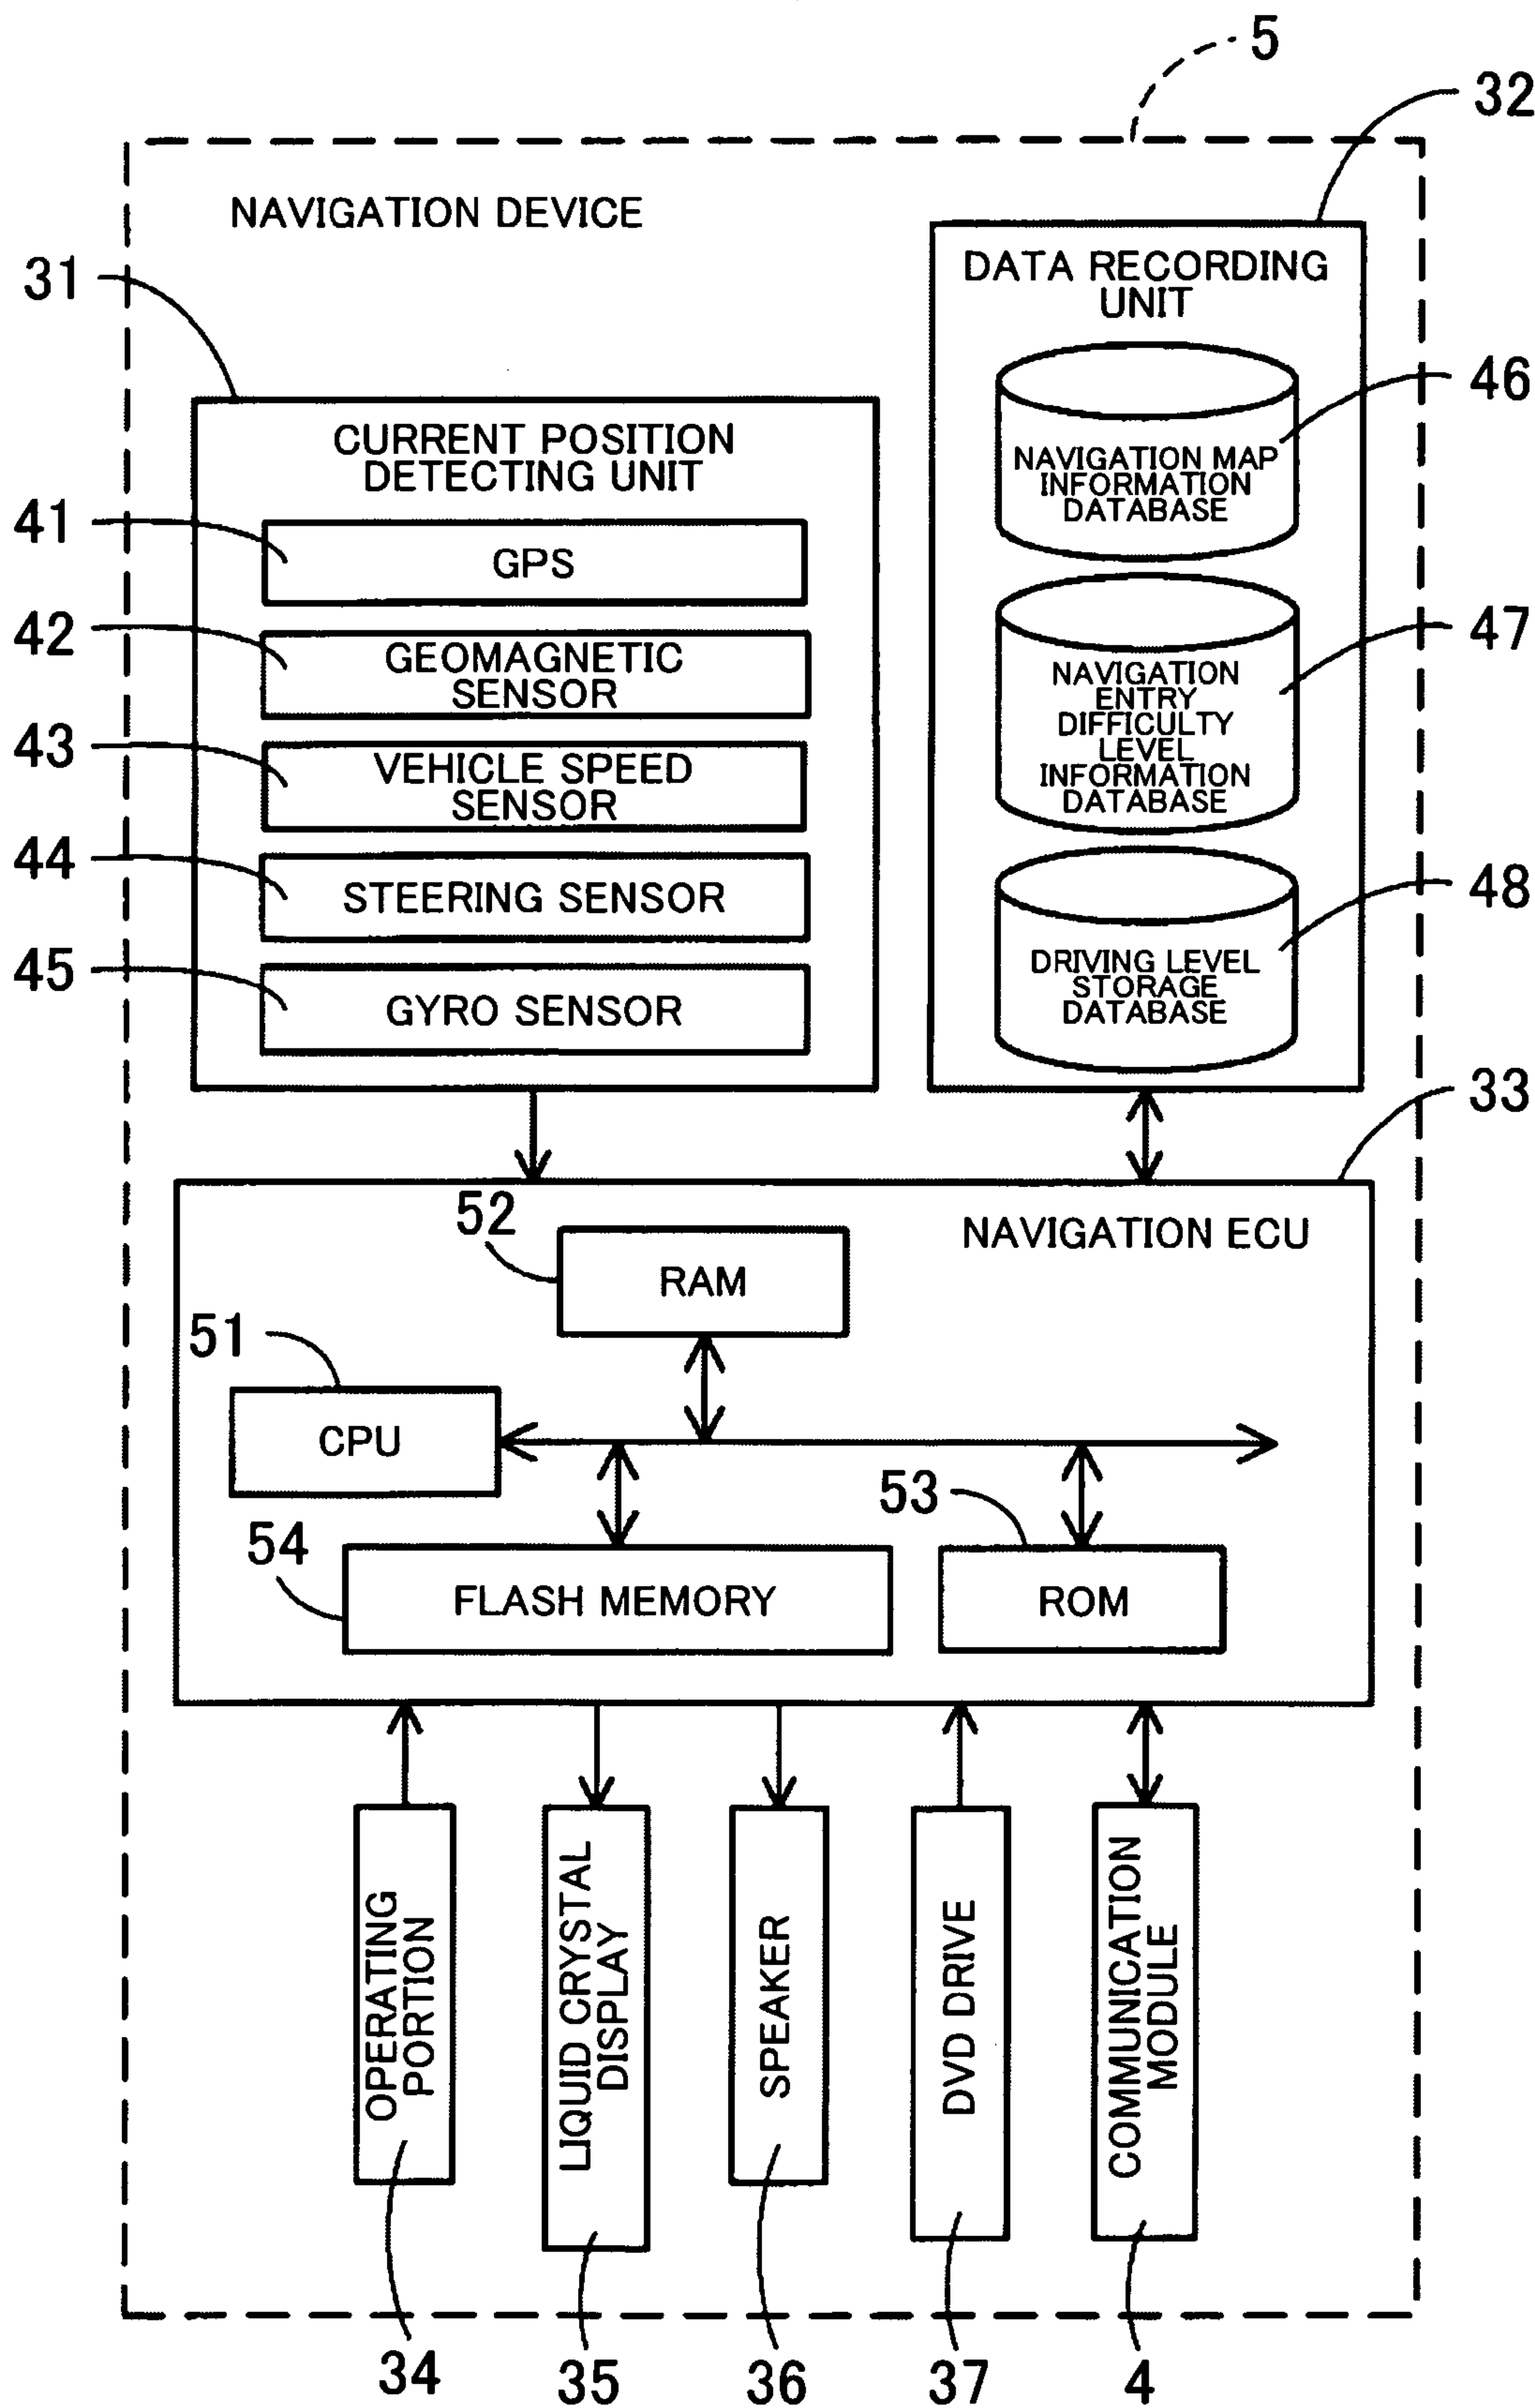 5
32
NAVIGATION DEVICE
31
DATA RECORDING
UNIT
46
NAVIGATION MAP
INFORMATION
DATABASE
CURRENT POSITION
DETECTING UNIT
41
GPS
42
GEOMAGNETIC
SENSOR
47
NAVIGATION
ENTRY
DIFFICULTY
LEVEL
INFORMATION
DATABASE
43
VEHICLE SPEED
SENSOR
44
STEERING SENSOR
48
DRIVING LEVEL
STORAGE
DATABASE
45
GYRO SENSOR
33
NAVIGATION ECU
52
RAM
51
CPU
53
ROM
54
FLASH MEMORY
OPERATING
PORTION
LIQUID CRYSTAL
DISPLAY
SPEAKER
DVD DRIVE
COMMUNICATION
MODULE
34
35
36
37
4